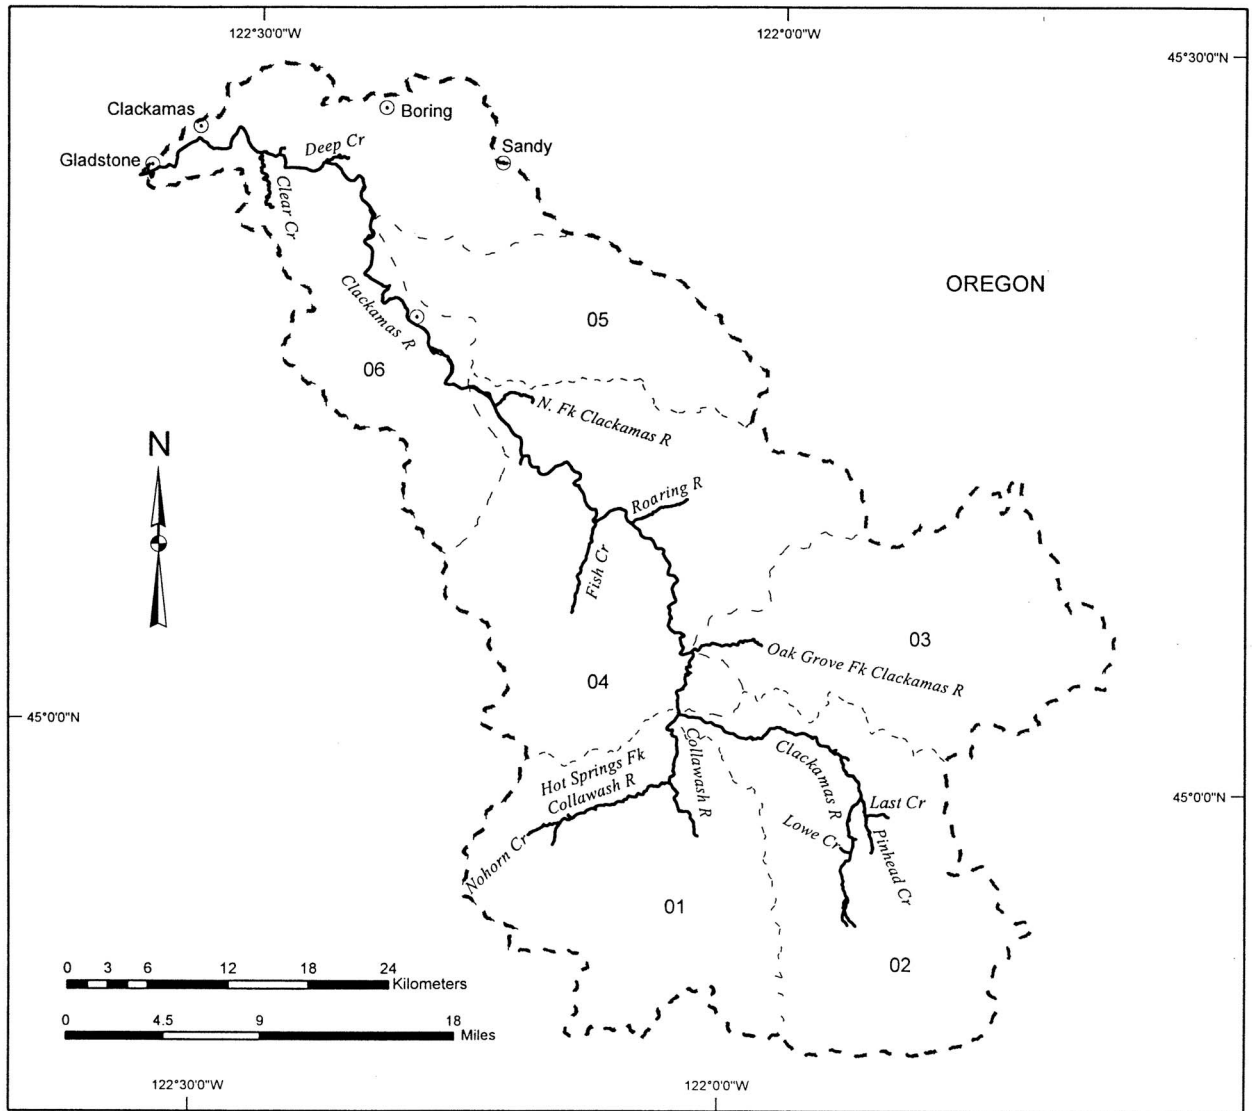 122°30'0"W
122°0'0"W
45°30'0"N
Clackamas
Boring
Gladstone
Deep Cr
Sandy
Clear Cr
OREGON
Clackamas R
05
06
N. Fk Clackamas R
N
Roaring R
Fish Cr
03
Oak Grove Fk Clackamas R
04
45°0'0"N
Hot Springs Fk
Collawash R
Collawash R
Clackamas R
45°0'0"N
Last Cr
Lowe Cr
Pinhead Cr
Nohorn Cr
01
02
0 3 6 12 18 24
Kilometers
0 4.5 9 18
Miles
122°30'0"W
122°0'0"W